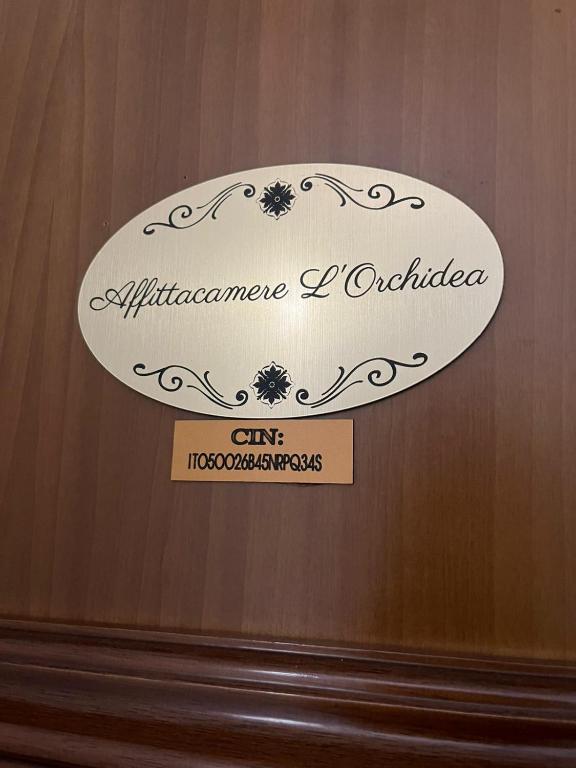 Affittacamere L'Orchidea
CIN:
IT050026B45NRPQ34S